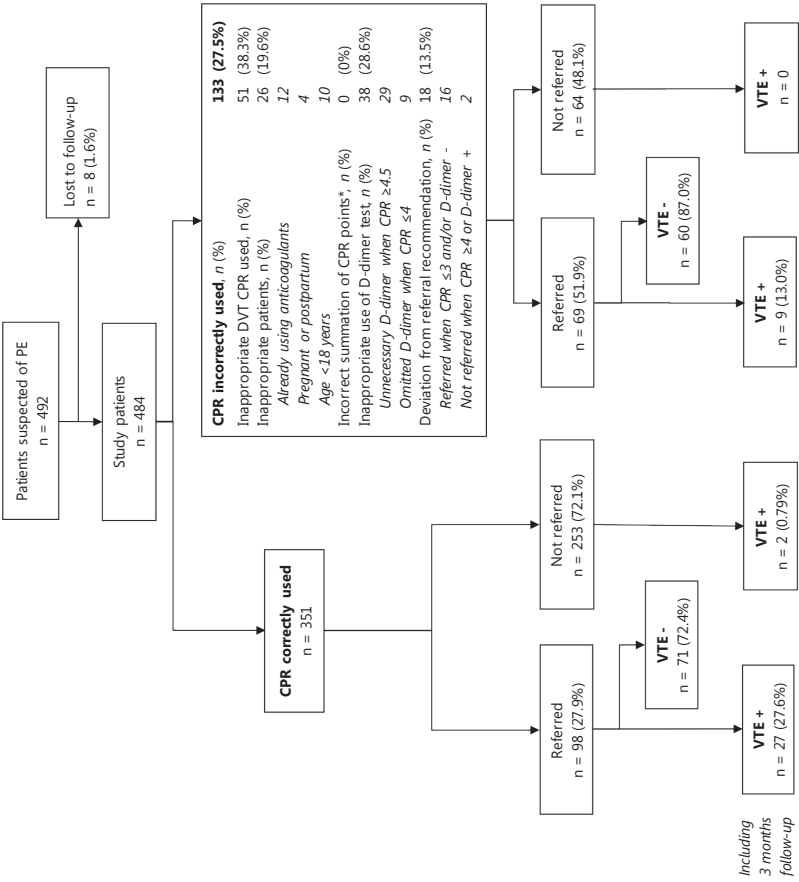 Patients suspected of PE
n = 492
Lost to follow-up
n = 8 (1.6%)
Study patients
n = 484
CPR correctly used
n = 351
CPR incorrectly used, n (%) 133 (27.5%)
Inappropriate DVT CPR used, n (%) 51 (38.3%)
Inappropriate patients, n (%) 26 (19.6%)
Already using anticoagulants 12
Pregnant or postpartum 4
Age <18 years 10
Incorrect summation of CPR points*, n (%) 0 (0%)
Inappropriate use of D-dimer test, n (%) 38 (28.6%)
Unnecessary D-dimer when CPR ≥4.5 29
Omitted D-dimer when CPR ≤4 9
Deviation from referral recommendation, n (%) 18 (13.5%)
Referred when CPR ≤3 and/or D-dimer - 16
Not referred when CPR ≥4 or D-dimer + 2
Referred
n = 98 (27.9%)
Not referred
n = 253 (72.1%)
Referred
n = 69 (51.9%)
Not referred
n = 64 (48.1%)
VTE -
n = 71 (72.4%)
VTE -
n = 60 (87.0%)
Including
3 months
follow-up
VTE +
n = 27 (27.6%)
VTE +
n = 2 (0.79%)
VTE +
n = 9 (13.0%)
VTE +
n = 0